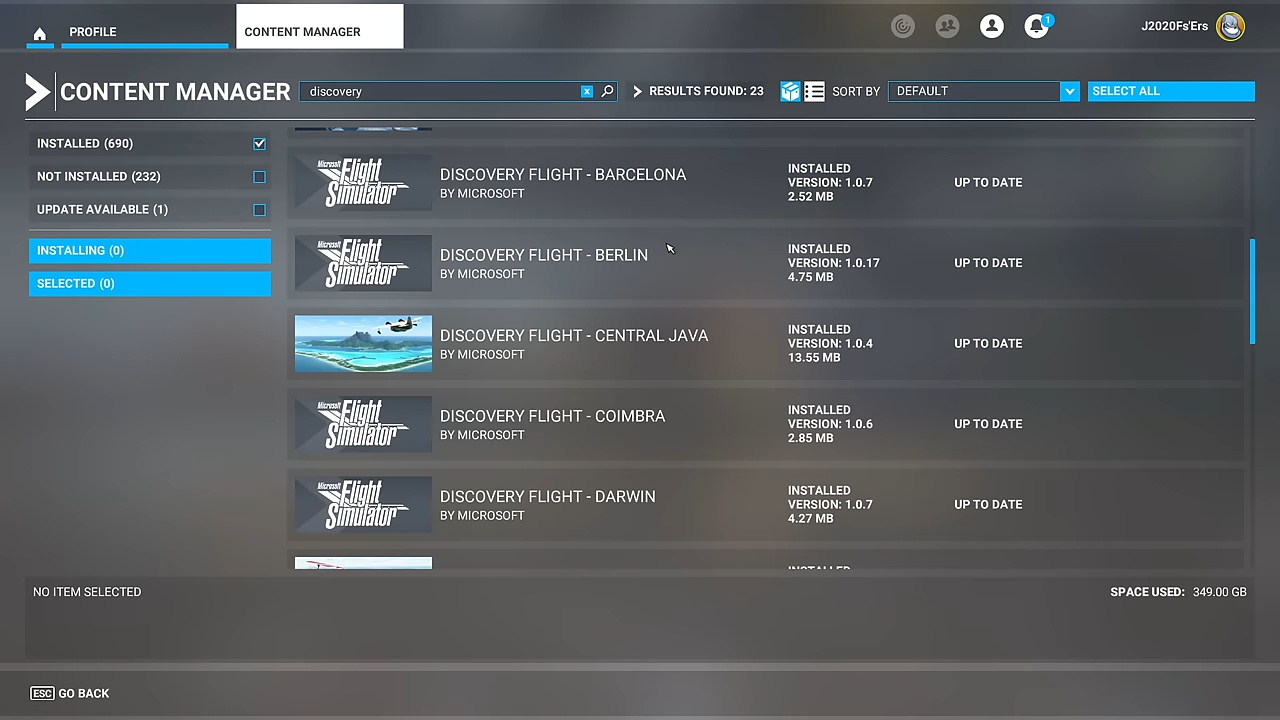 PROFILE
CONTENT MANAGER
1
J2020Fs'Ers
CONTENT MANAGER
discovery
RESULTS FOUND: 23
SORT BY
DEFAULT
SELECT ALL
INSTALLED (690)
NOT INSTALLED (232)
UPDATE AVAILABLE (1)
INSTALLING (0)
SELECTED (0)
Microsoft
Flight
Simulator
DISCOVERY FLIGHT - BARCELONA
BY MICROSOFT
INSTALLED
VERSION: 1.0.7
2.52 MB
UP TO DATE
Microsoft
Flight
Simulator
DISCOVERY FLIGHT - BERLIN
BY MICROSOFT
INSTALLED
VERSION: 1.0.17
4.75 MB
UP TO DATE
DISCOVERY FLIGHT - CENTRAL JAVA
BY MICROSOFT
INSTALLED
VERSION: 1.0.4
13.55 MB
UP TO DATE
Microsoft
Flight
Simulator
DISCOVERY FLIGHT - COIMBRA
BY MICROSOFT
INSTALLED
VERSION: 1.0.6
2.85 MB
UP TO DATE
Microsoft
Flight
Simulator
DISCOVERY FLIGHT - DARWIN
BY MICROSOFT
INSTALLED
VERSION: 1.0.7
4.27 MB
UP TO DATE
NO ITEM SELECTED
SPACE USED: 349.00 GB
ESC GO BACK